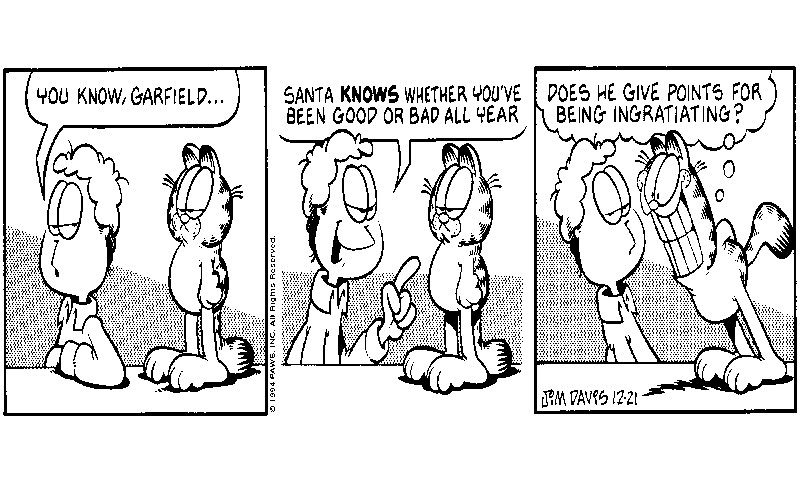 YOU KNOW, GARFIELD...
SANTA KNOWS WHETHER YOU'VE
BEEN GOOD OR BAD ALL YEAR
DOES HE GIVE POINTS FOR
BEING INGRATIATING?
© 1994 PAWS, INC. All Rights Reserved.
JIM DAVIS 12-21